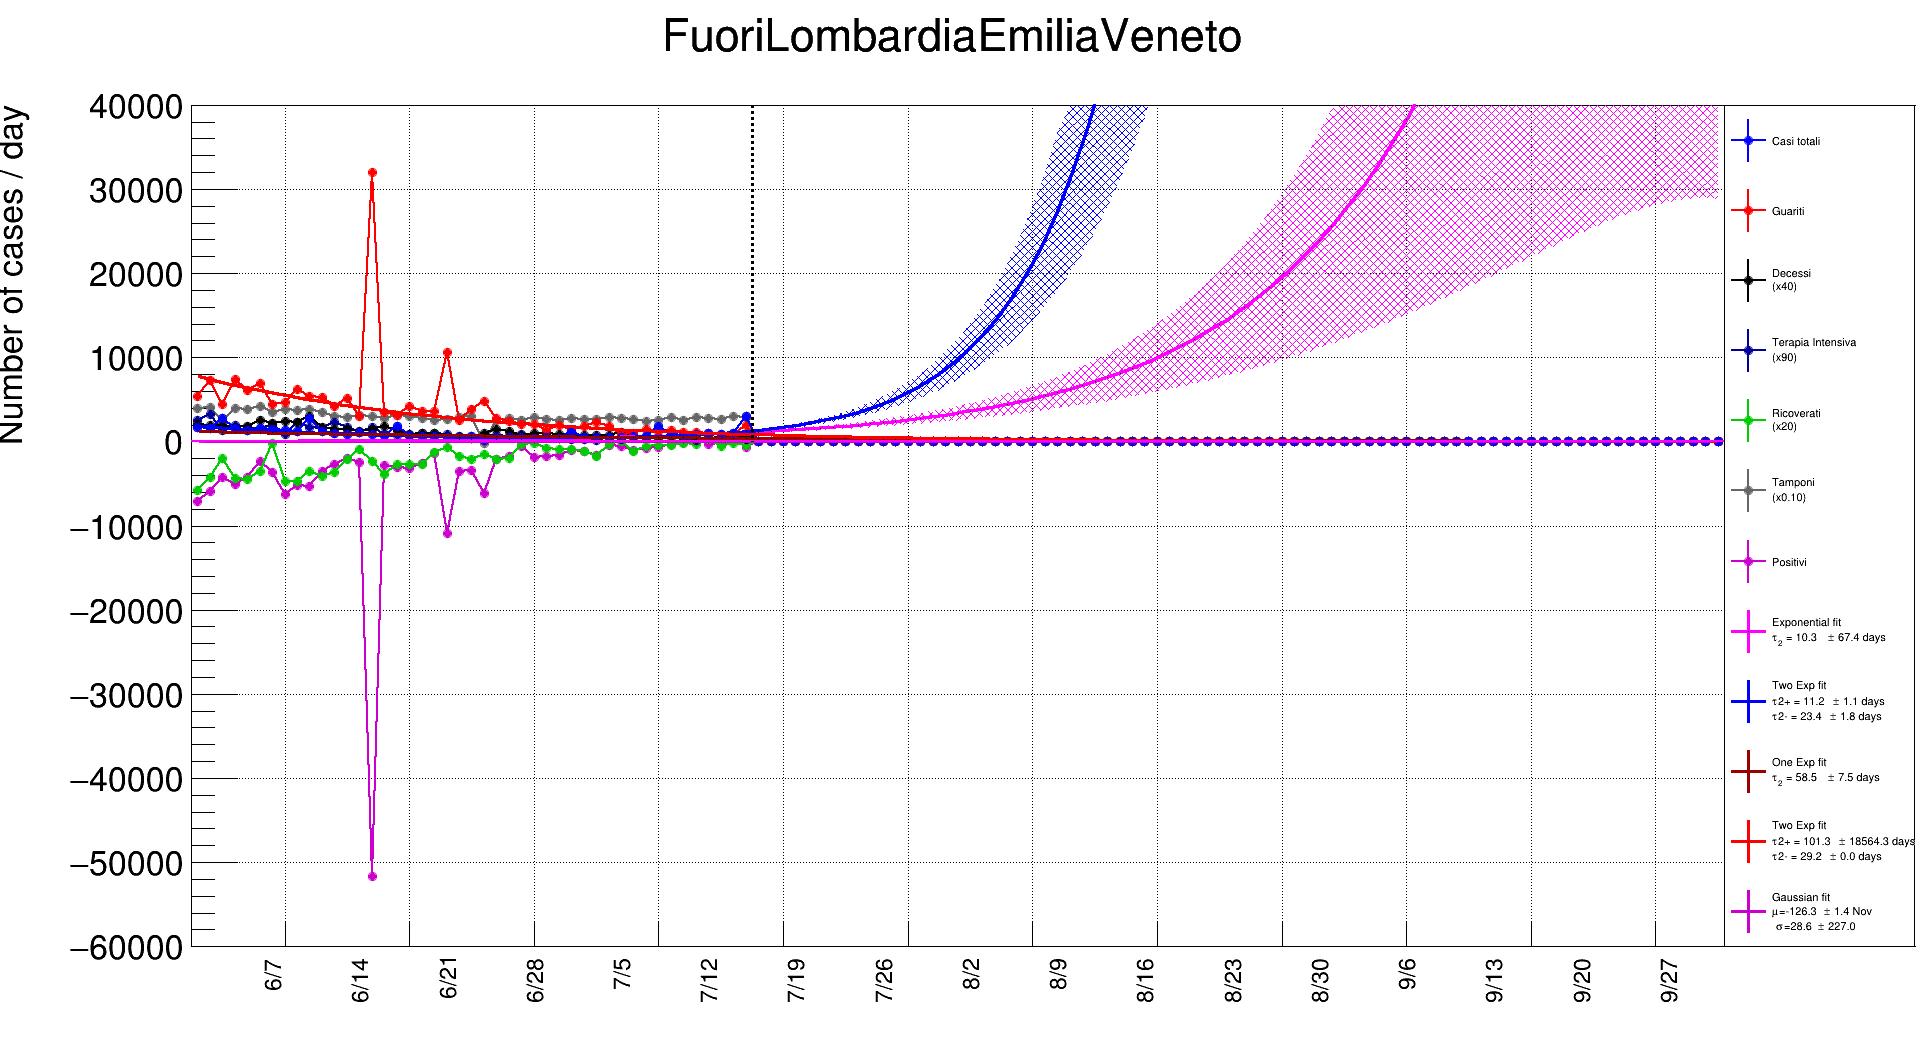 FuoriLombardiaEmiliaVeneto
Number of cases / day
40000
30000
20000
10000
0
−10000
−20000
−30000
−40000
−50000
−60000
6/7
6/14
6/21
6/28
7/5
7/12
7/19
7/26
8/2
8/9
8/16
8/23
8/30
9/6
9/13
9/20
9/27
Casi totali
Guariti
Decessi
(x40)
Terapia Intensiva
(x90)
Ricoverati
(x20)
Tamponi
(x0.10)
Positivi
Exponential fit
τ2 = 10.3 ± 67.4 days
Two Exp fit
τ2+ = 11.2 ± 1.1 days
τ2- = 23.4 ± 1.8 days
One Exp fit
τ2 = 58.5 ± 7.5 days
Two Exp fit
τ2+ = 101.3 ± 18564.3 days
τ2- = 29.2 ± 0.0 days
Gaussian fit
μ=-126.3 ± 1.4 Nov
σ=28.6 ± 227.0